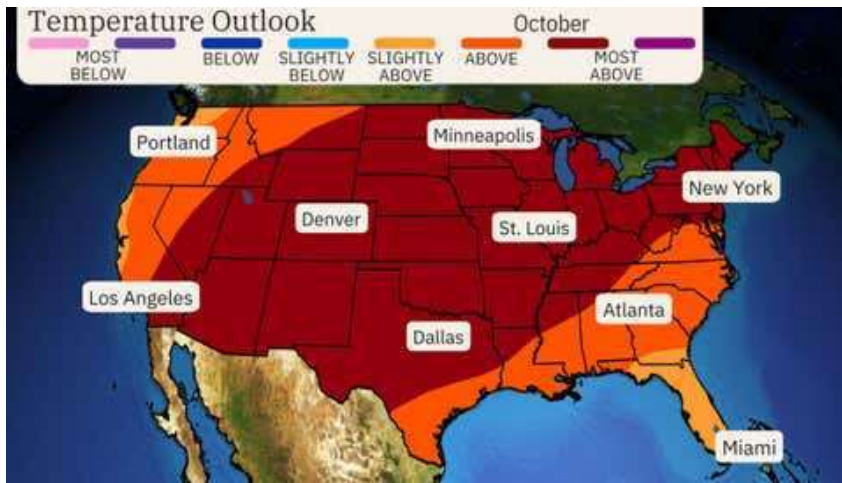 Temperature Outlook October
MOST BELOW
BELOW
SLIGHTLY BELOW
SLIGHTLY ABOVE
ABOVE
MOST ABOVE
Portland
Minneapolis
New York
Denver
St. Louis
Los Angeles
Atlanta
Dallas
Miami